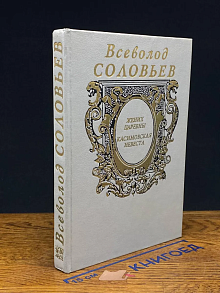 Всеволод
СОЛОВЬЕВ
ЖЕНИХ
ЦАРЕВНЫ
КАСИМОВСКАЯ
НЕВЕСТА
Всеволод СОЛОВЬЕВ
КНИГОЕД